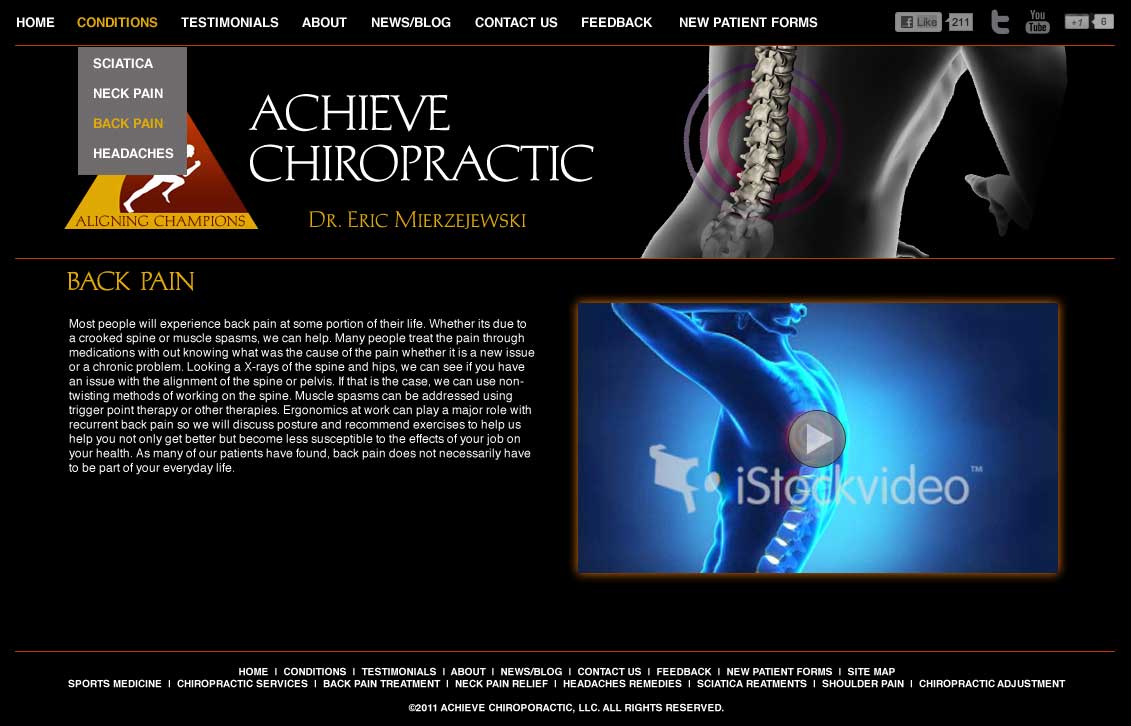 HOME CONDITIONS TESTIMONIALS ABOUT NEWS/BLOG CONTACT US FEEDBACK NEW PATIENT FORMS Like 211 You Tube +1 6
SCIATICA
NECK PAIN
BACK PAIN
HEADACHES
ALIGNING CHAMPIONS
ACHIEVE
CHIROPRACTIC
DR. ERIC MIERZEJEWSKI
BACK PAIN
Most people will experience back pain at some portion of their life. Whether its due to
a crooked spine or muscle spasms, we can help. Many people treat the pain through
medications with out knowing what was the cause of the pain whether it is a new issue
or a chronic problem. Looking a X-rays of the spine and hips, we can see if you have
an issue with the alignment of the spine or pelvis. If that is the case, we can use non-
twisting methods of working on the spine. Muscle spasms can be addressed using
trigger point therapy or other therapies. Ergonomics at work can play a major role with
recurrent back pain so we will discuss posture and recommend exercises to help us
help you not only get better but become less susceptible to the effects of your job on
your health. As many of our patients have found, back pain does not necessarily have
to be part of your everyday life.
iStockvideo™
HOME | CONDITIONS | TESTIMONIALS | ABOUT | NEWS/BLOG | CONTACT US | FEEDBACK | NEW PATIENT FORMS | SITE MAP
SPORTS MEDICINE | CHIROPRACTIC SERVICES | BACK PAIN TREATMENT | NECK PAIN RELIEF | HEADACHES REMEDIES | SCIATICA REATMENTS | SHOULDER PAIN | CHIROPRACTIC ADJUSTMENT
©2011 ACHIEVE CHIROPORACTIC, LLC. ALL RIGHTS RESERVED.